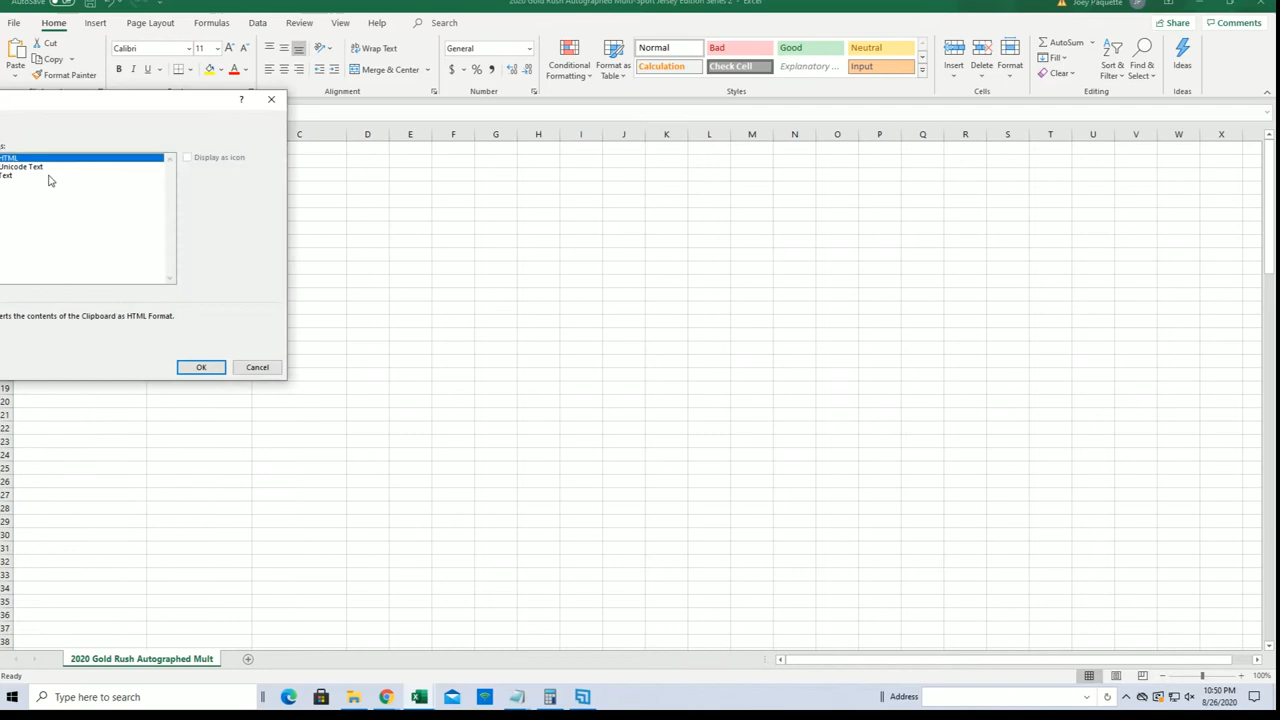 AutoSave
2020 Gold Rush Autographed Multi-Sport Jersey Edition Series 2 - Excel
Joey Paquette JP
File Home Insert Page Layout Formulas Data Review View Help Search Share Comments
Paste Cut Copy Format Painter
Calibri 11 A A
B I U A
Wrap Text
Merge & Center
General
$ % ,
Conditional Formatting Format as Table
Normal Bad Good Neutral
Calculation Check Cell Explanatory ... Input
Insert Delete Format
AutoSum Fill Clear
Sort & Filter Find & Select
Ideas
Alignment Number Styles Cells Editing Ideas
? ×
s:
HTML
Unicode Text
Text
Display as icon
erts the contents of the Clipboard as HTML Format.
OK Cancel
C D E F G H I J K L M N O P Q R S T U V W X
19
20
21
22
23
24
25
26
27
28
29
30
31
32
33
34
35
36
37
38
2020 Gold Rush Autographed Mult
Ready
100%
Type here to search
Address
10:50 PM
8/26/2020